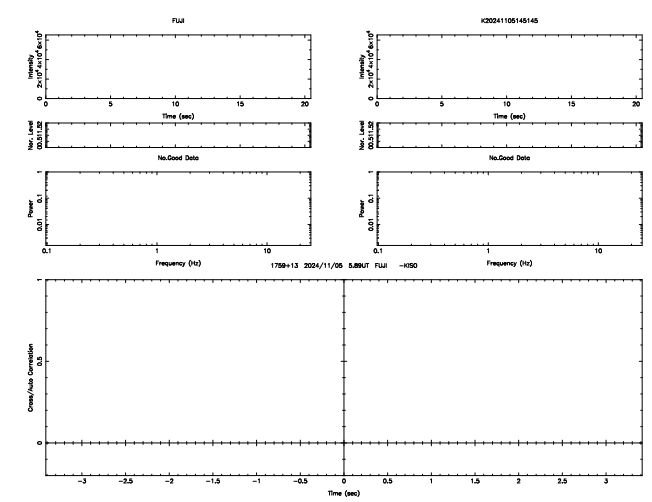 FUJI K20241105145145
Intensity
0 2×10⁴ 4×10⁴ 6×10⁴
0 5 10 15 20
Time (sec)
Intensity
0 2×10⁴ 4×10⁴ 6×10⁴
0 5 10 15 20
Time (sec)
Nor. Level
00.511.52
Nor. Level
00.511.52
No.Good Data No.Good Data
Power
0.01 0.1 1
0.1 1 10
Frequency (Hz)
Power
0.01 0.1 1
0.1 1 10
Frequency (Hz)
1759+13 2024/11/05 5.89UT FUJI -KISO
Cross/Auto Correlation
0 0.5 1
-3 -2.5 -2 -1.5 -1 -0.5 0 0.5 1 1.5 2 2.5 3
Time (sec)